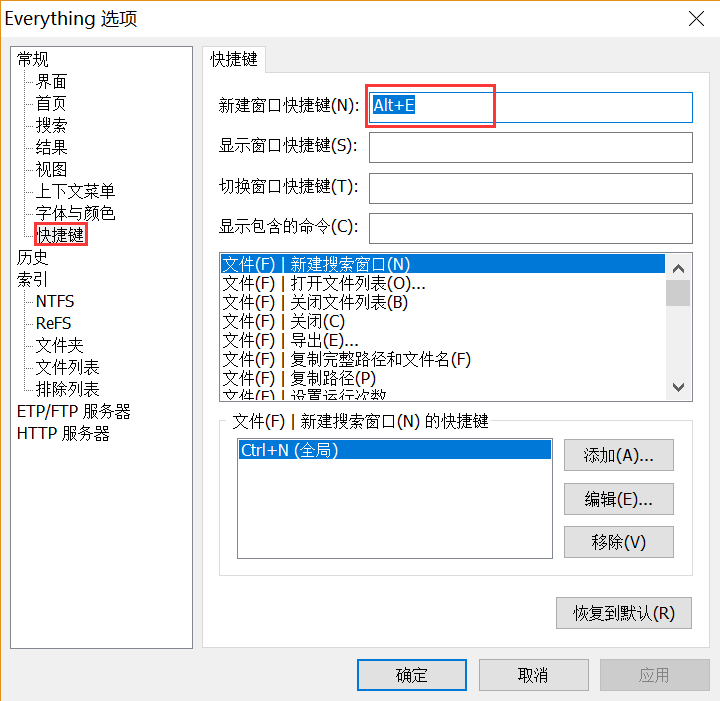 Everything 选项
常规
界面
首页
搜索
结果
视图
上下文菜单
字体与颜色
快捷键
历史
索引
NTFS
ReFS
文件夹
文件列表
排除列表
ETP/FTP 服务器
HTTP 服务器
快捷键
新建窗口快捷键(N): Alt+E
显示窗口快捷键(S):
切换窗口快捷键(T):
显示包含的命令(C):
文件(F) | 新建搜索窗口(N)
文件(F) | 打开文件列表(O)...
文件(F) | 关闭文件列表(B)
文件(F) | 关闭(C)
文件(F) | 导出(E)...
文件(F) | 复制完整路径和文件名(F)
文件(F) | 复制路径(P)
文件(F) | 设置运行次数
文件(F) | 新建搜索窗口(N) 的快捷键
Ctrl+N (全局)
添加(A)...
编辑(E)...
移除(V)
恢复到默认(R)
确定 取消 应用